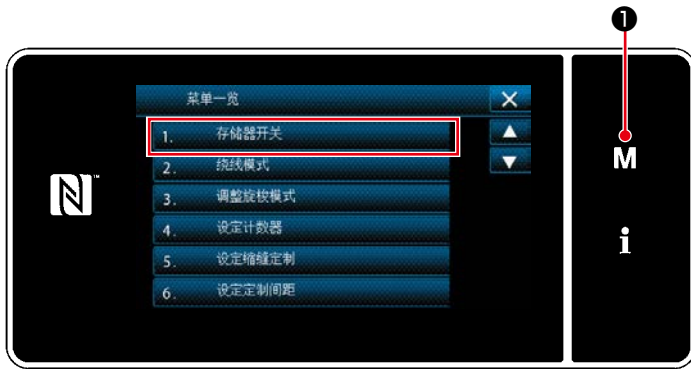 ❶
菜单一览
1. 存储器开关
2. 绕线模式
3. 调整旋梭模式
4. 设定计数器
5. 设定缩缝定制
6. 设定定制间距
M
i